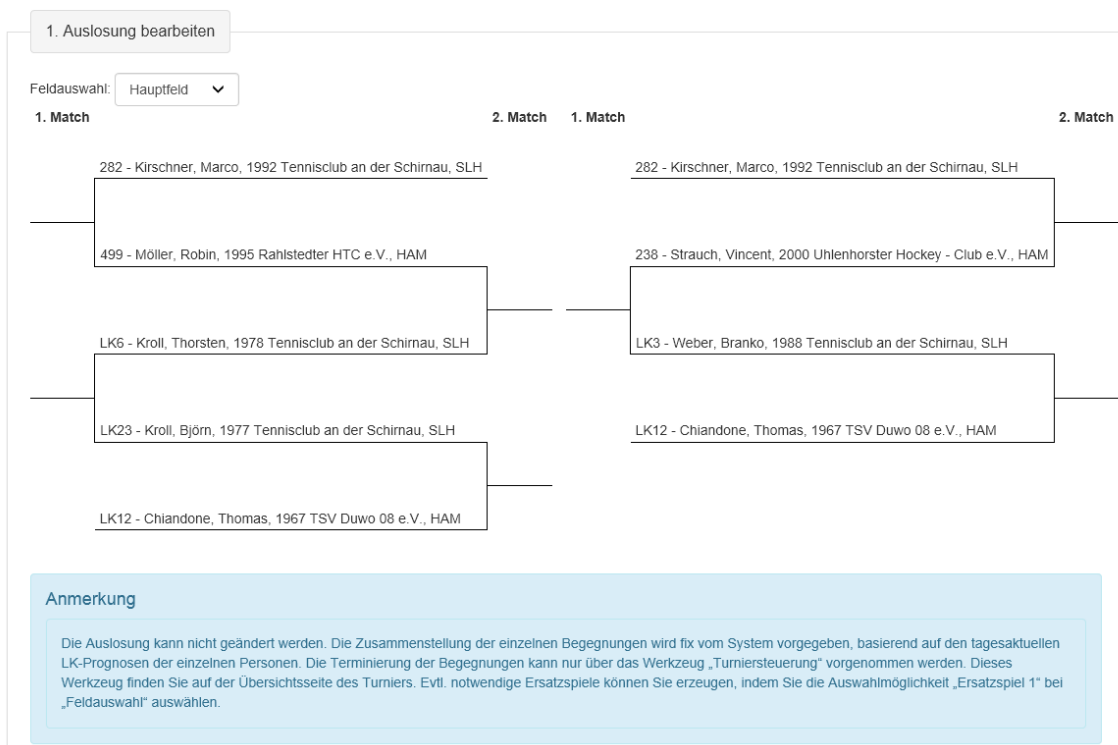 1. Auslosung bearbeiten
Feldauswahl: Hauptfeld
1. Match 2. Match 1. Match 2. Match
282 - Kirschner, Marco, 1992 Tennisclub an der Schirnau, SLH
499 - Möller, Robin, 1995 Rahlstedter HTC e.V., HAM
LK6 - Kroll, Thorsten, 1978 Tennisclub an der Schirnau, SLH
LK23 - Kroll, Björn, 1977 Tennisclub an der Schirnau, SLH
LK12 - Chiandone, Thomas, 1967 TSV Duwo 08 e.V., HAM
282 - Kirschner, Marco, 1992 Tennisclub an der Schirnau, SLH
238 - Strauch, Vincent, 2000 Uhlenhorster Hockey - Club e.V., HAM
LK3 - Weber, Branko, 1988 Tennisclub an der Schirnau, SLH
LK12 - Chiandone, Thomas, 1967 TSV Duwo 08 e.V., HAM
Anmerkung
Die Auslosung kann nicht geändert werden. Die Zusammenstellung der einzelnen Begegnungen wird fix vom System vorgegeben, basierend auf den tagesaktuellen
LK-Prognosen der einzelnen Personen. Die Terminierung der Begegnungen kann nur über das Werkzeug „Turniersteuerung“ vorgenommen werden. Dieses
Werkzeug finden Sie auf der Übersichtsseite des Turniers. Evtl. notwendige Ersatzspiele können Sie erzeugen, indem Sie die Auswahlmöglichkeit „Ersatzspiel 1“ bei
„Feldauswahl“ auswählen.